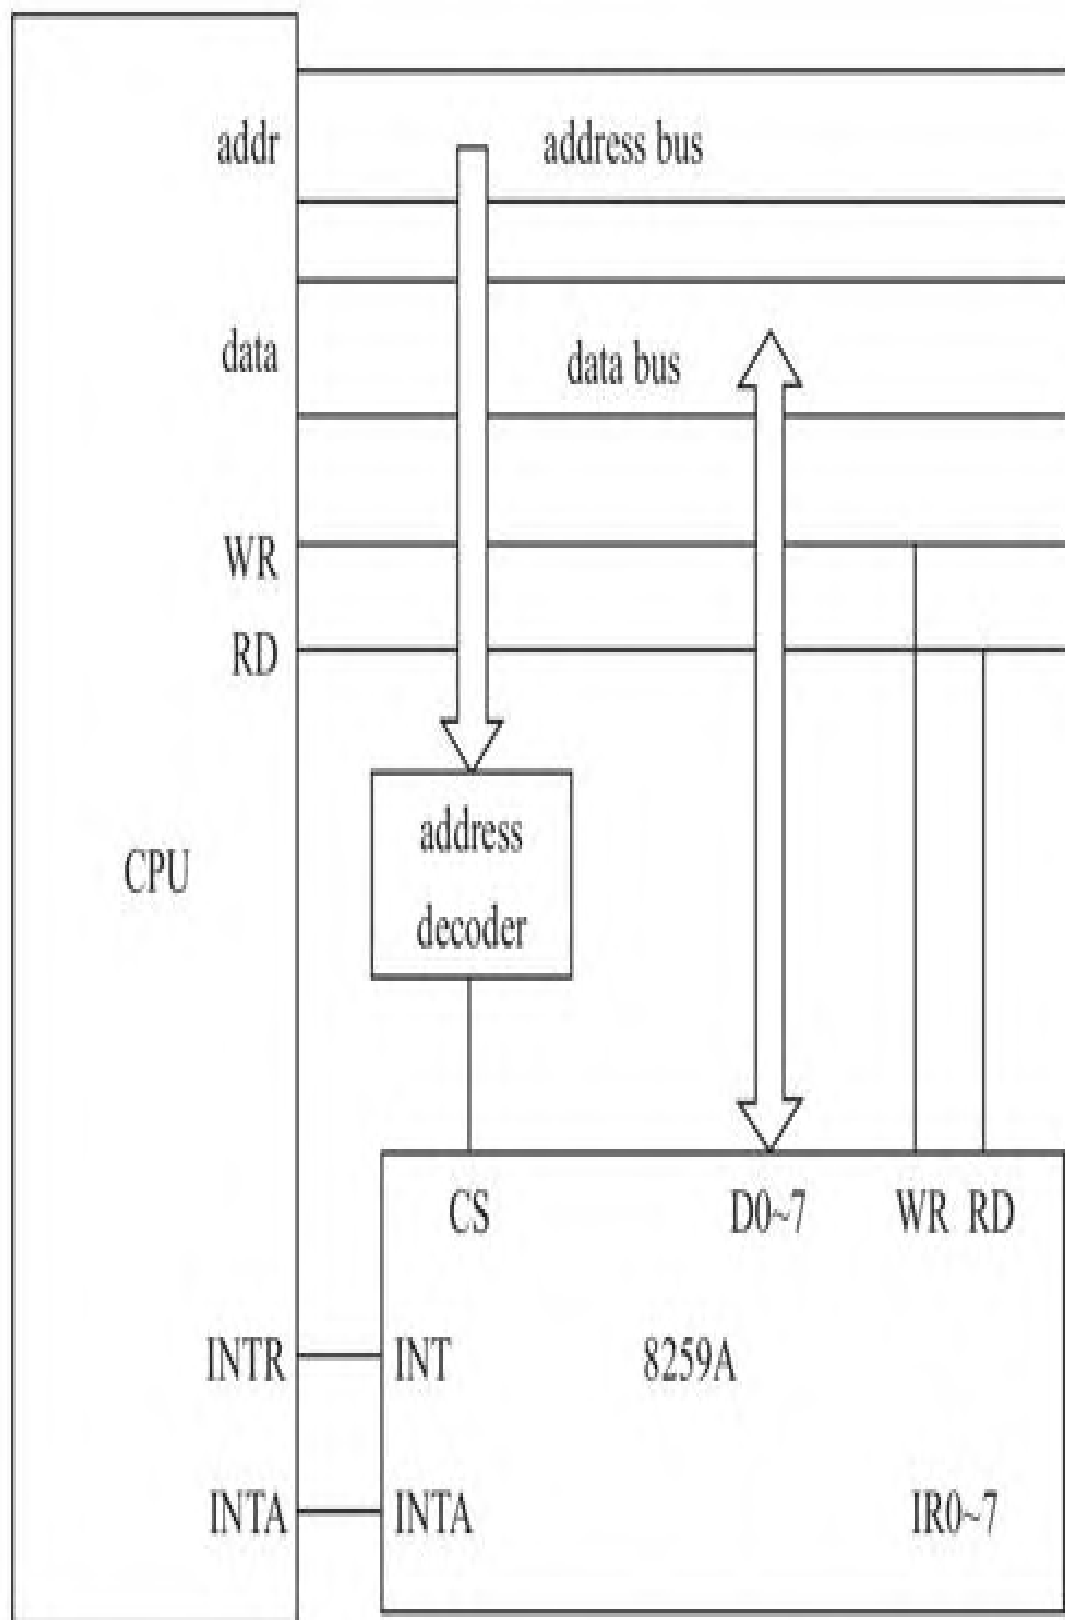 addr
address bus
data
data bus
WR
RD
address
decoder
CPU
CS
D0~7
WR RD
INTR
INT
8259A
INTA
INTA
IR0~7